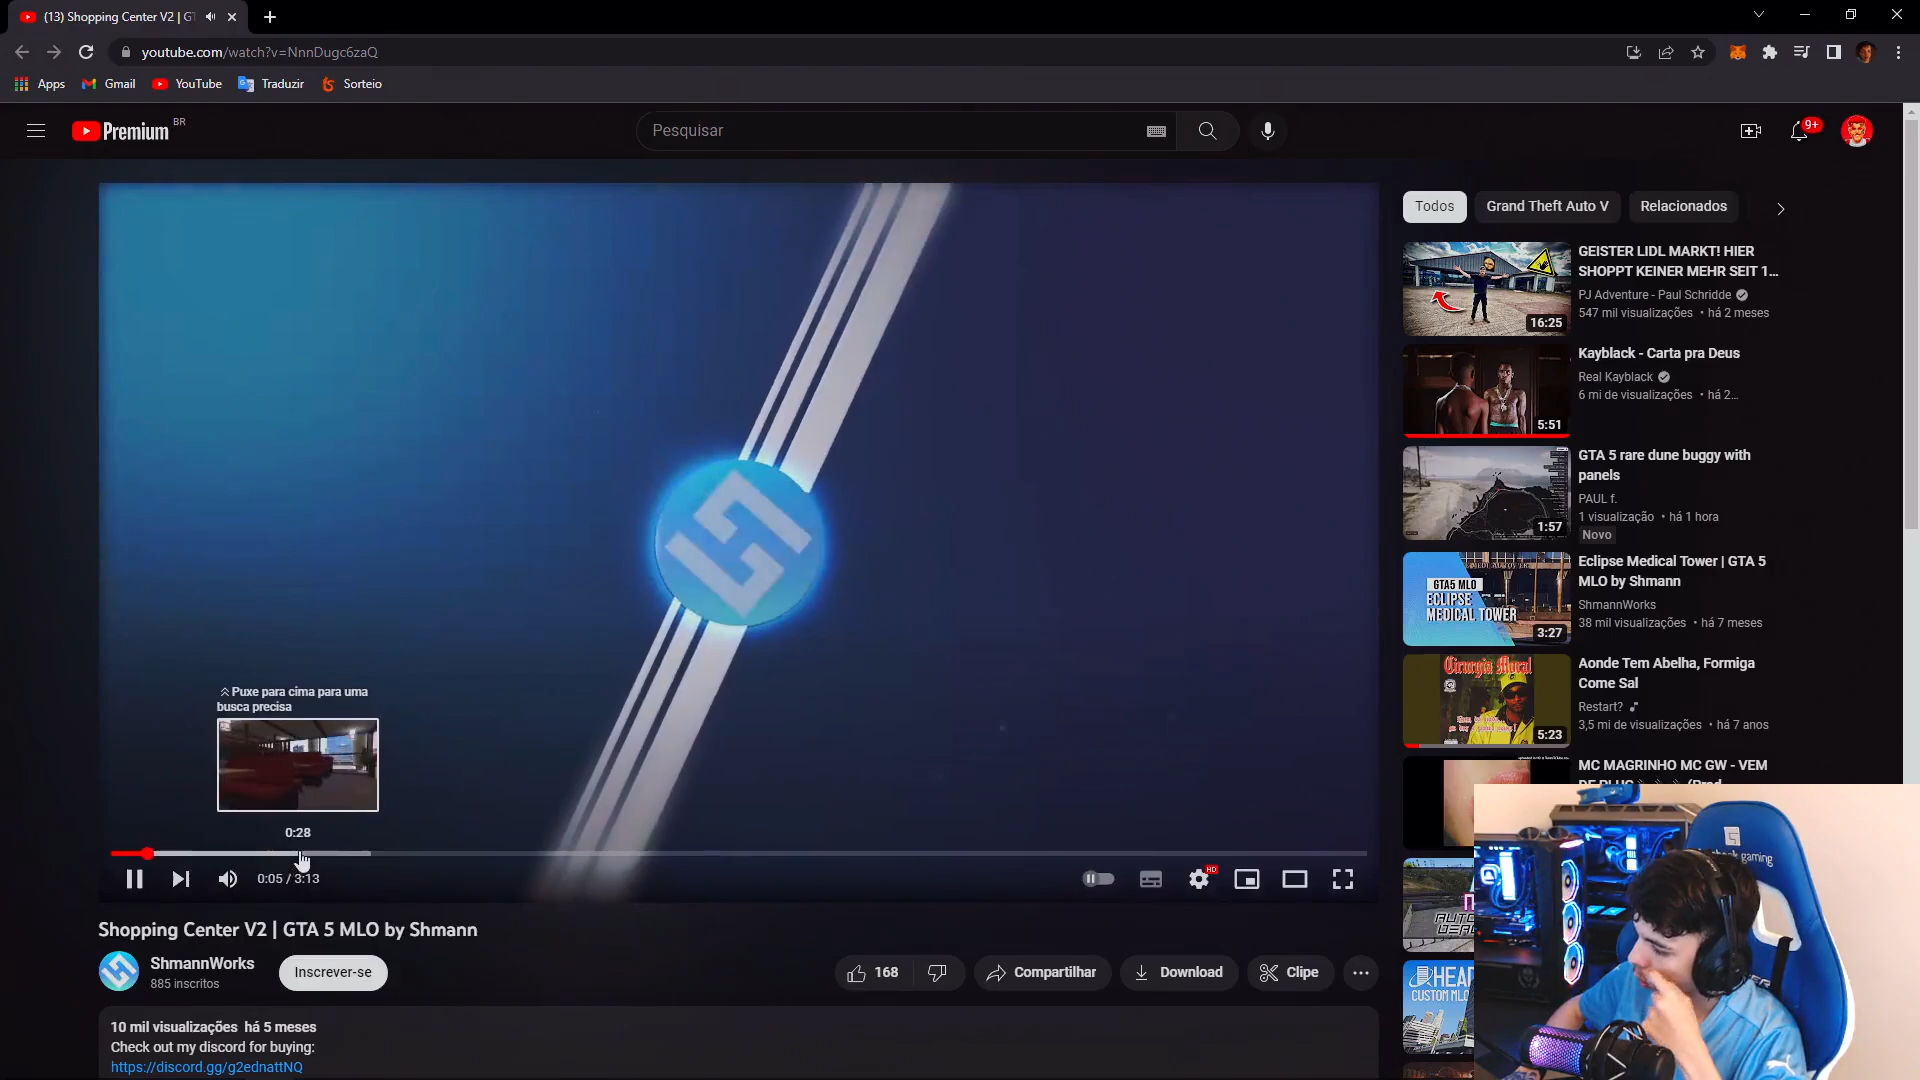 (13) Shopping Center V2 | GT
youtube.com/watch?v=NnnDugc6zaQ
Apps
Gmail
YouTube
Traduzir
Sorteio
Premium BR
Pesquisar
9+
Todos
Grand Theft Auto V
Relacionados
GEISTER LIDL MARKT! HIER
SHOPPT KEINER MEHR SEIT 1...
PJ Adventure - Paul Schridde
547 mil visualizações • há 2 meses
16:25
Kayblack - Carta pra Deus
Real Kayblack
6 mi de visualizações • há 2...
5:51
GTA 5 rare dune buggy with
panels
PAUL f.
1 visualização • há 1 hora
Novo
1:57
Eclipse Medical Tower | GTA 5
MLO by Shmann
ShmannWorks
38 mil visualizações • há 7 meses
GTA5 MLO
ECLIPSE
MEDICAL TOWER
3:27
Aonde Tem Abelha, Formiga
Come Sal
Restart?
3,5 mi de visualizações • há 7 anos
5:23
MC MAGRINHO MC GW - VEM
CUSTOM MLO
Puxe para cima para uma
busca precisa
0:28
0:05 / 3:13
HD
Shopping Center V2 | GTA 5 MLO by Shmann
ShmannWorks
885 inscritos
Inscrever-se
168
Compartilhar
Download
Clipe
10 mil visualizações há 5 meses
Check out my discord for buying:
https://discord.gg/g2ednattNQ